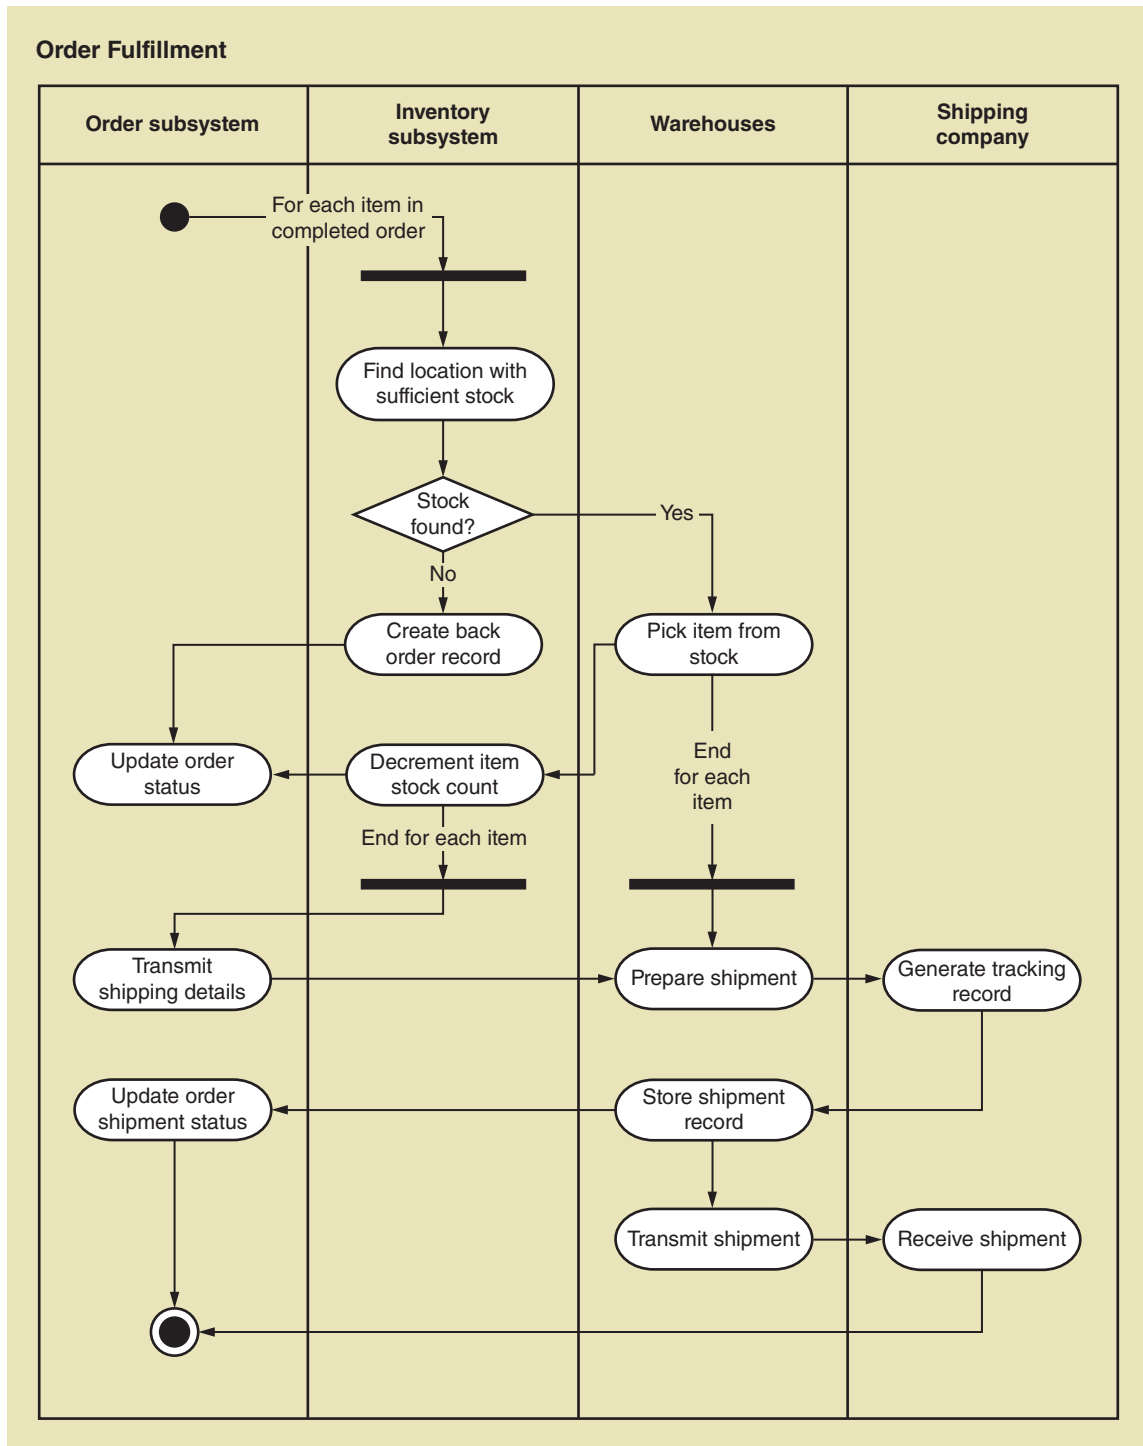 Order Fulfillment
Order subsystem
Inventory
subsystem
Warehouses
Shipping
company
For each item in
completed order
Find location with
sufficient stock
Stock
found?
Yes
No
Create back
order record
Pick item from
stock
Update order
status
Decrement item
stock count
End
for each
item
End for each item
Transmit
shipping details
Prepare shipment
Generate tracking
record
Update order
shipment status
Store shipment
record
Transmit shipment
Receive shipment